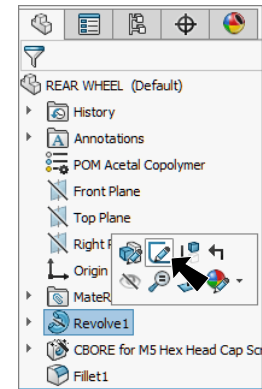 REAR WHEEL (Default)
History
Annotations
POM Acetal Copolymer
Front Plane
Top Plane
Right
Origin
Revolve1
CBORE for M5 Hex Head Cap
Fillet1